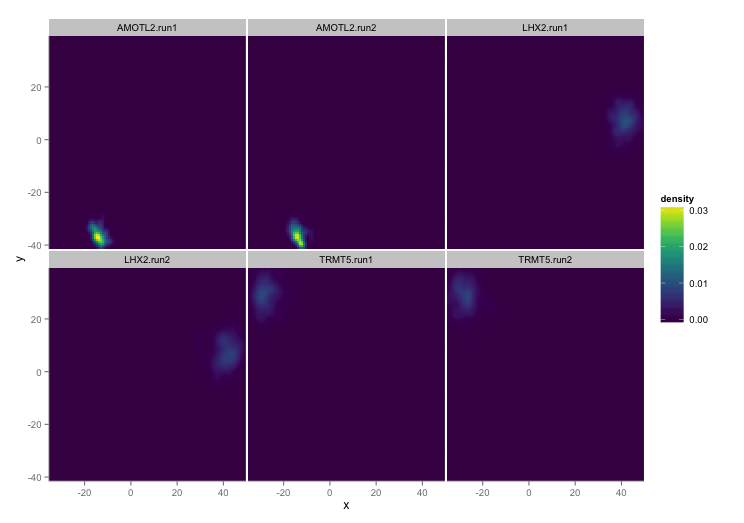 AMOTL2.run1 AMOTL2.run2 LHX2.run1
20
0
-20
-40
density
0.03
0.02
0.01
0.00
y
LHX2.run2 TRMT5.run1 TRMT5.run2
20
0
-20
-40
-20 0 20 40 -20 0 20 40 -20 0 20 40
x